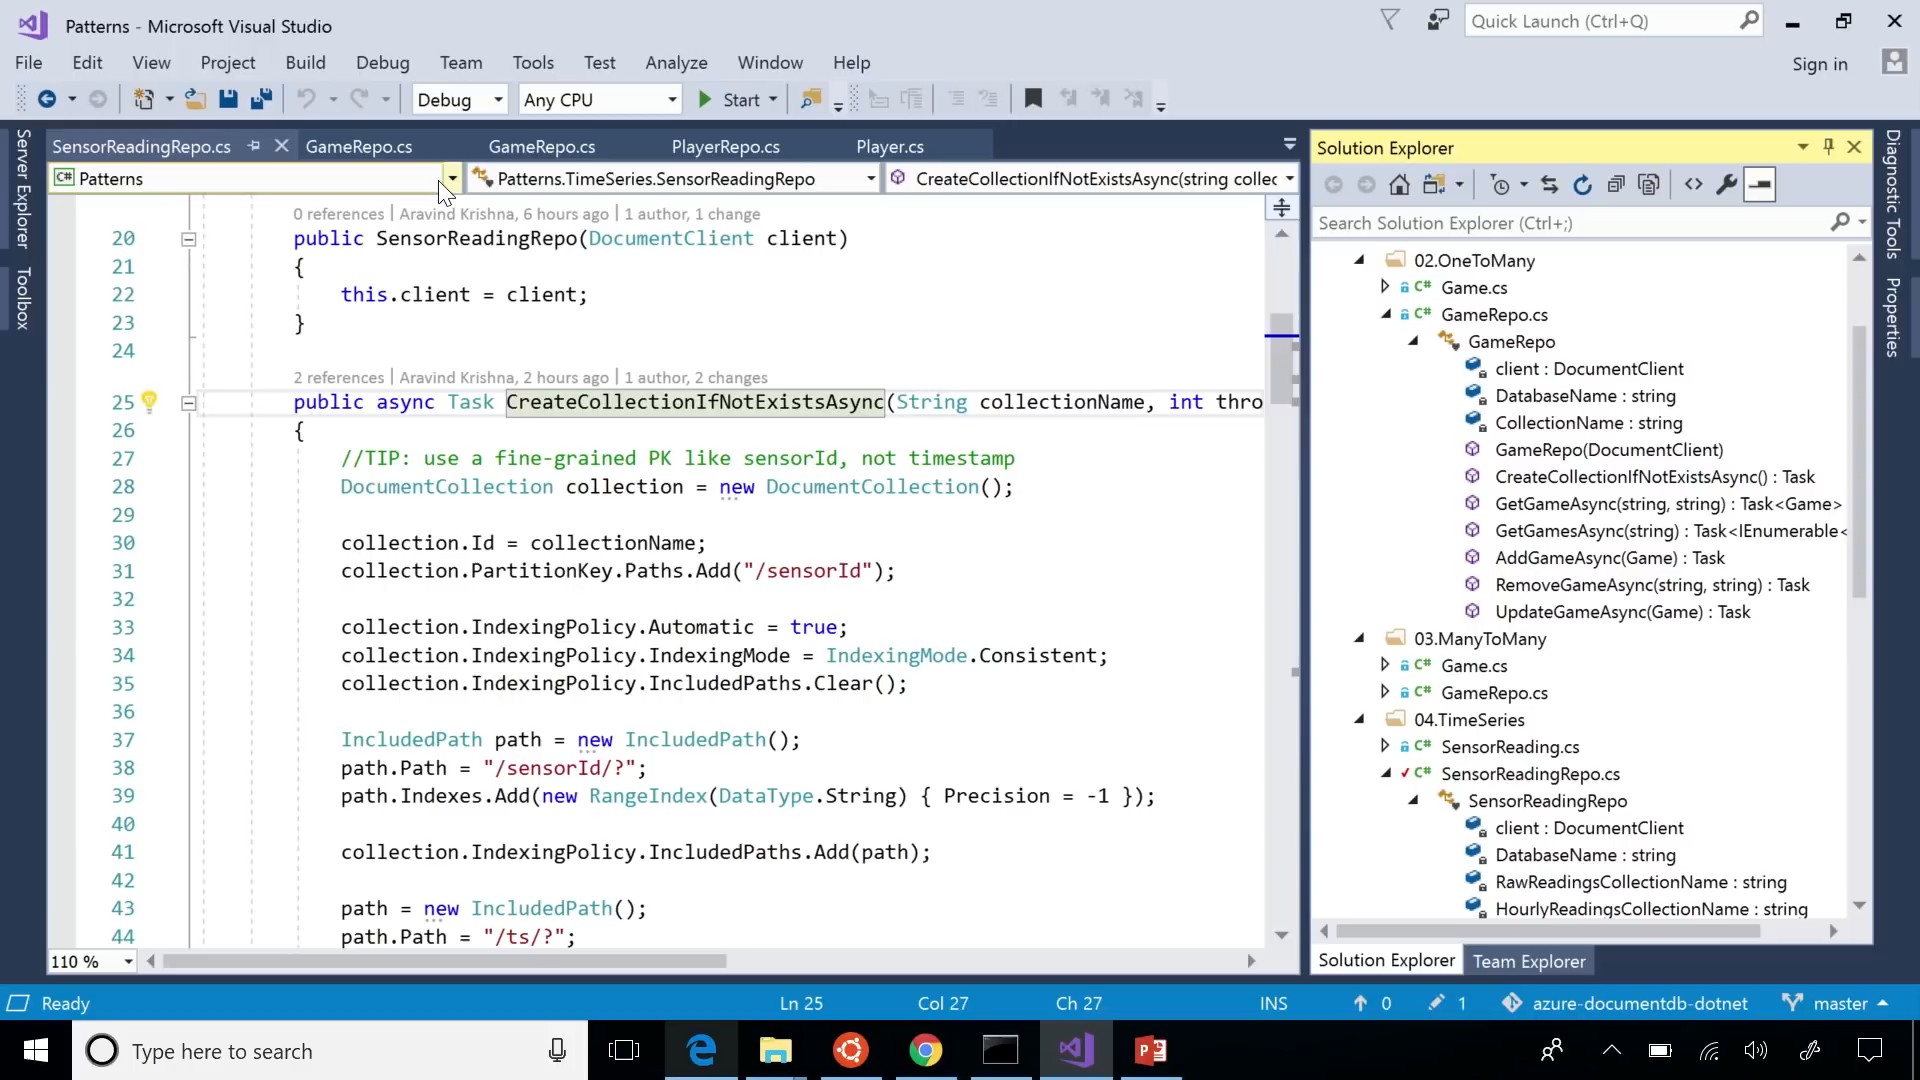 Patterns - Microsoft Visual Studio
Quick Launch (Ctrl+Q)
File Edit View Project Build Debug Team Tools Test Analyze Window Help
Sign in
Debug Any CPU Start
SensorReadingRepo.cs GameRepo.cs GameRepo.cs PlayerRepo.cs Player.cs
C# Patterns Patterns.TimeSeries.SensorReadingRepo CreateCollectionIfNotExistsAsync(string collec
Server Explorer
Toolbox
0 references | Aravind Krishna, 6 hours ago | 1 author, 1 change
20 public SensorReadingRepo(DocumentClient client)
21 {
22 this.client = client;
23 }
24
2 references | Aravind Krishna, 2 hours ago | 1 author, 2 changes
25 public async Task CreateCollectionIfNotExistsAsync(String collectionName, int thro
26 {
27 //TIP: use a fine-grained PK like sensorId, not timestamp
28 DocumentCollection collection = new DocumentCollection();
29
30 collection.Id = collectionName;
31 collection.PartitionKey.Paths.Add("/sensorId");
32
33 collection.IndexingPolicy.Automatic = true;
34 collection.IndexingPolicy.IndexingMode = IndexingMode.Consistent;
35 collection.IndexingPolicy.IncludedPaths.Clear();
36
37 IncludedPath path = new IncludedPath();
38 path.Path = "/sensorId/?";
39 path.Indexes.Add(new RangeIndex(DataType.String) { Precision = -1 });
40
41 collection.IndexingPolicy.IncludedPaths.Add(path);
42
43 path = new IncludedPath();
44 path.Path = "/ts/?";
110 %
Solution Explorer
Search Solution Explorer (Ctrl+;)
02.OneToMany
C# Game.cs
C# GameRepo.cs
GameRepo
client : DocumentClient
DatabaseName : string
CollectionName : string
GameRepo(DocumentClient)
CreateCollectionIfNotExistsAsync() : Task
GetGameAsync(string, string) : Task<Game>
GetGamesAsync(string) : Task<IEnumerable<
AddGameAsync(Game) : Task
RemoveGameAsync(string, string) : Task
UpdateGameAsync(Game) : Task
03.ManyToMany
C# Game.cs
C# GameRepo.cs
04.TimeSeries
C# SensorReading.cs
C# SensorReadingRepo.cs
SensorReadingRepo
client : DocumentClient
DatabaseName : string
RawReadingsCollectionName : string
HourlyReadingsCollectionName : string
Solution Explorer Team Explorer
Diagnostic Tools
Properties
Ready Ln 25 Col 27 Ch 27 INS 0 1 azure-documentdb-dotnet master
Type here to search